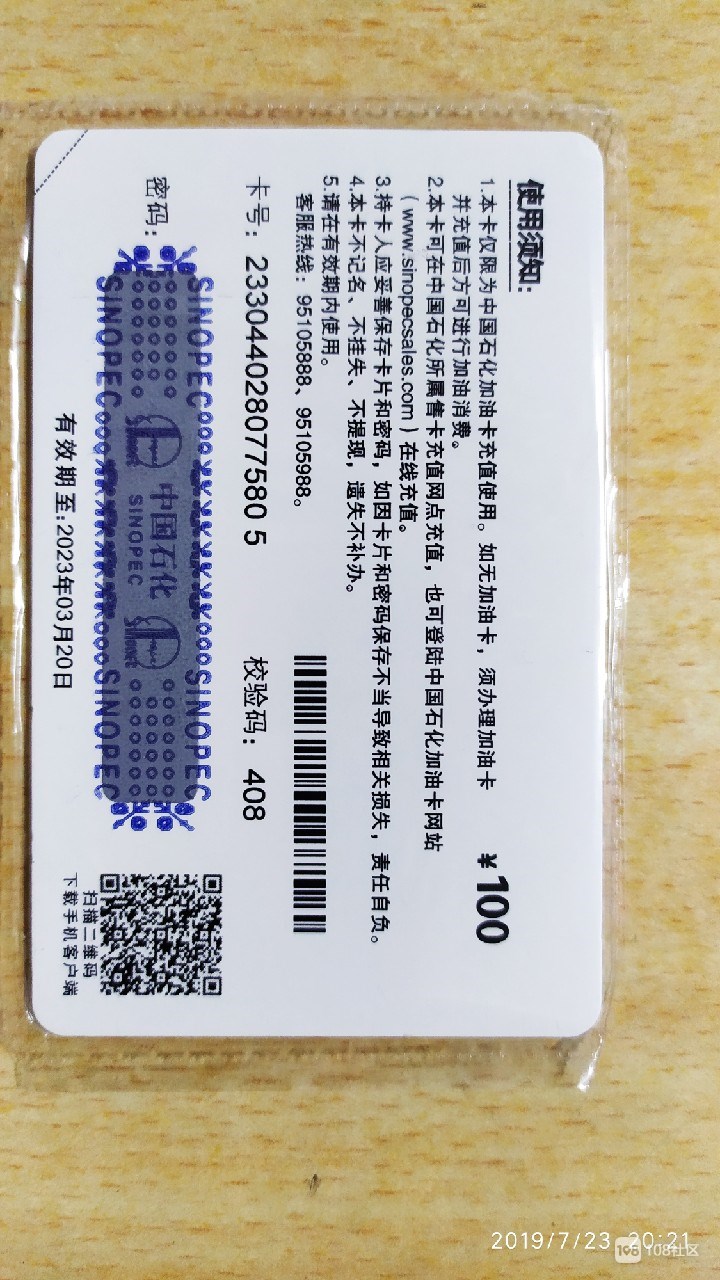 使用须知:
1.本卡仅限为中国石化加油卡充值使用。如无加油卡，须办理加油卡
并充值后方可进行加油消费。
2.本卡可在中国石化所属售卡充值网点充值，也可登陆中国石化加油卡网站
(www.sinopecsales.com)在线充值。
3.持卡人应妥善保存卡片和密码，如因卡片和密码保存不当导致相关损失，责任自负。
4.本卡不记名、不挂失、不提现，遗失不补办。
5.请在有效期内使用。
客服热线：95105888、95105988。
¥100
卡号：233044028077580 5
校验码：408
密码：
SINOPEC
SINOPEC
中国石化
SINOPEC
SINOPEC
SINOPEC
有效期至:2023年03月20日
扫描二维码
下载手机客户端
2019/7/23 20:21
108社区